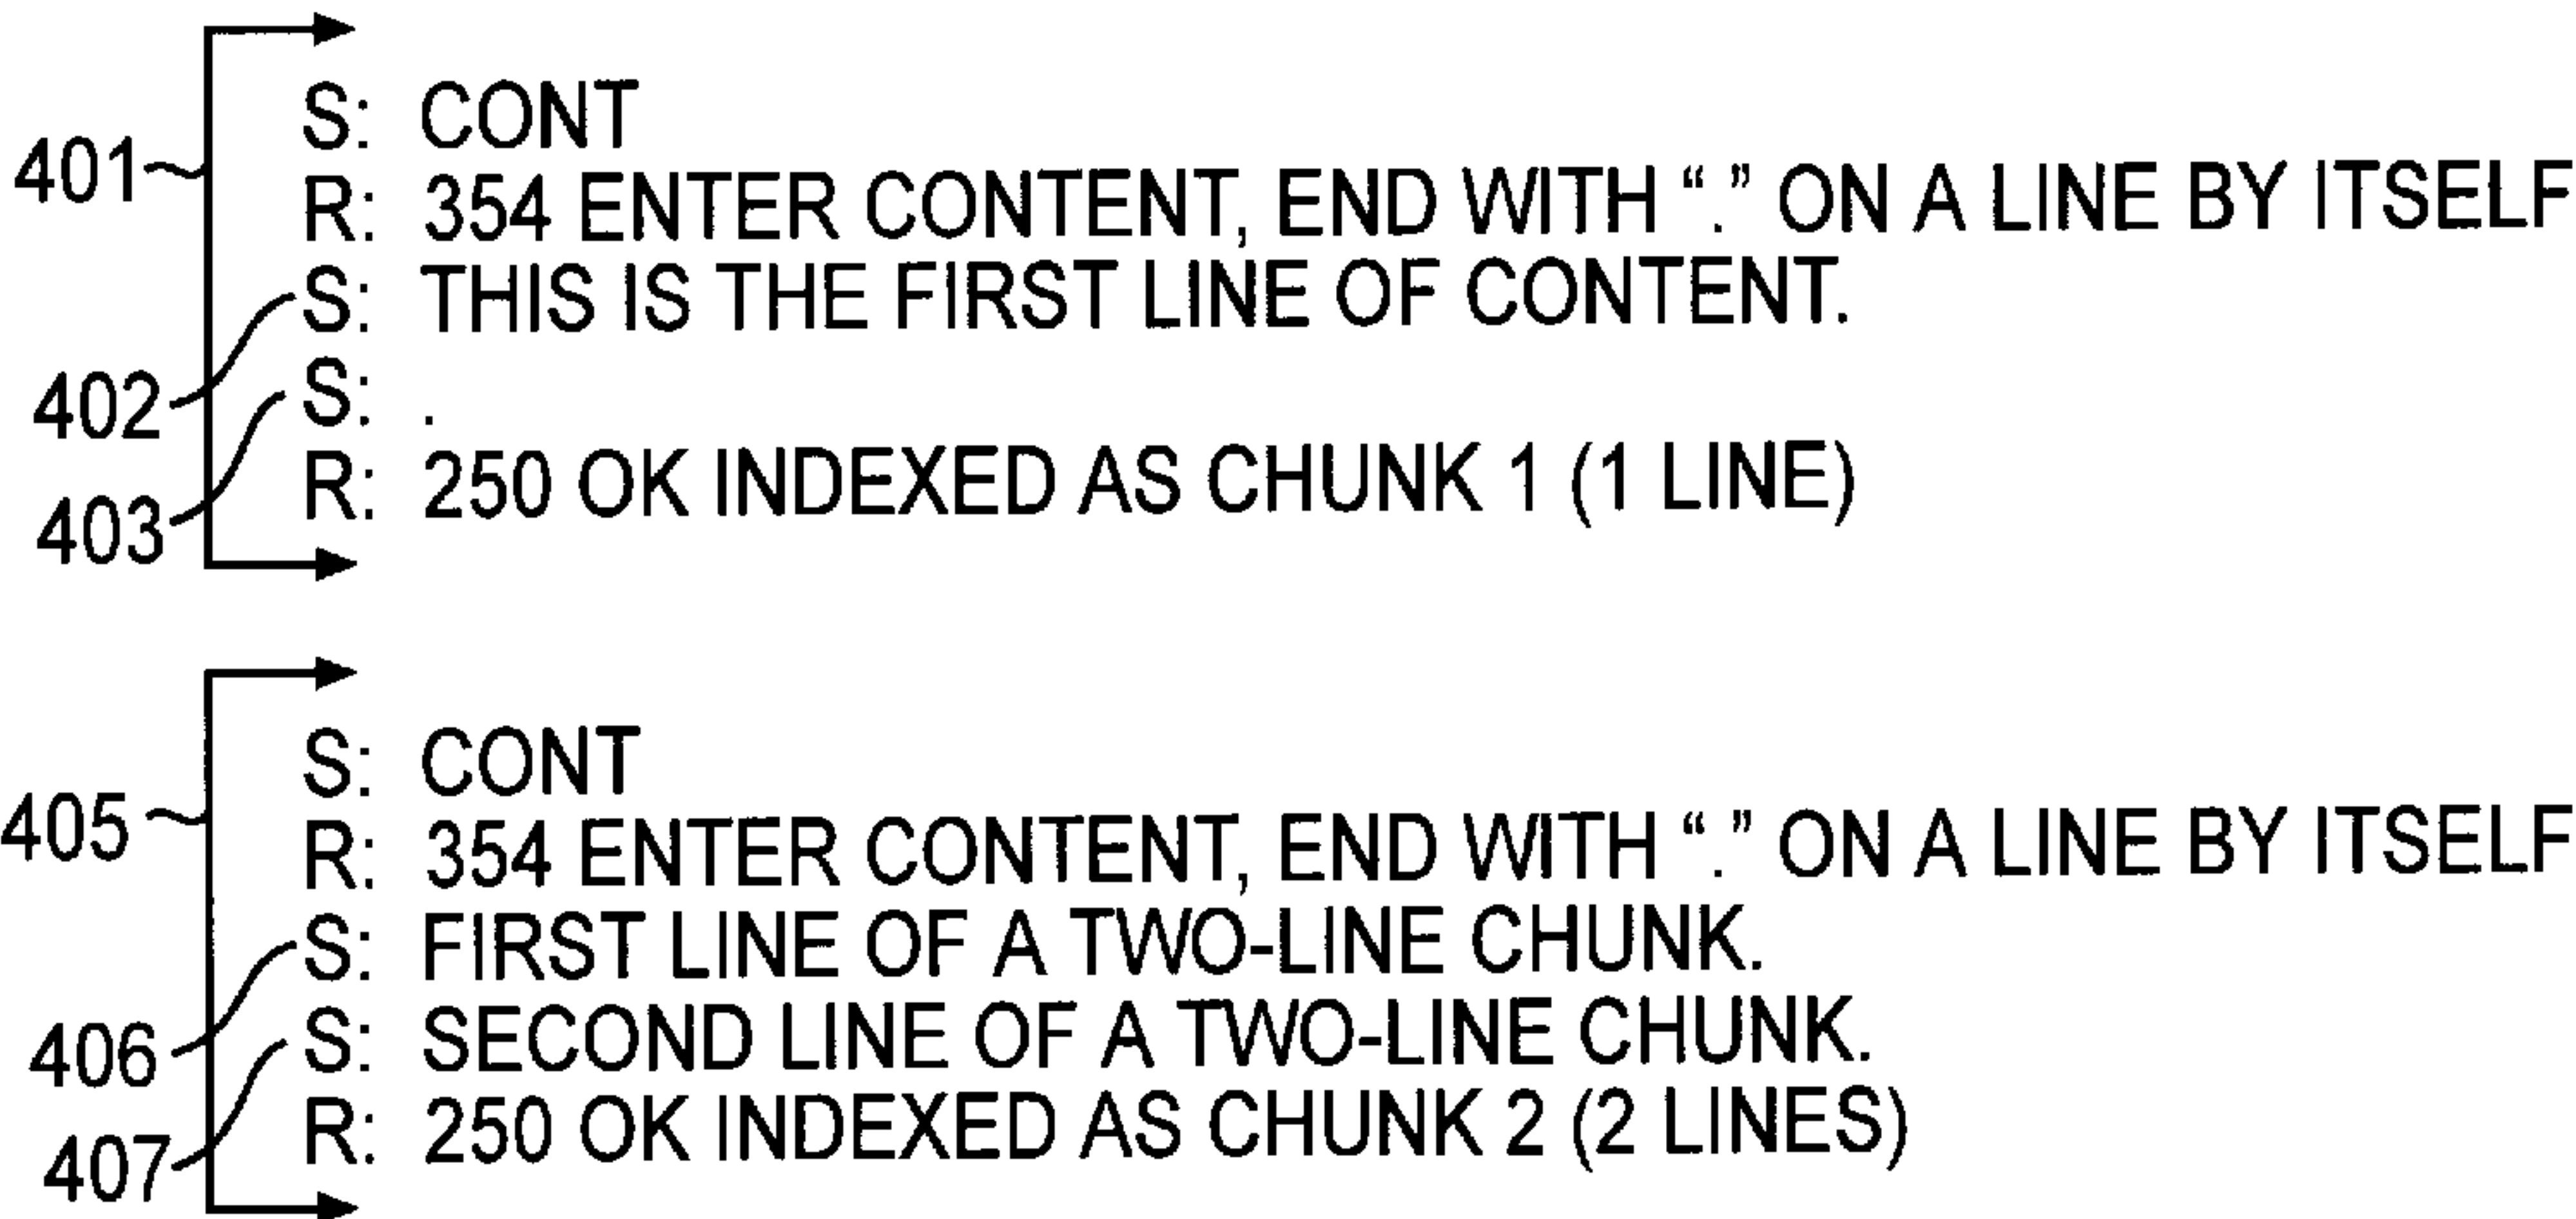 S: CONT
401
R: 354 ENTER CONTENT, END WITH “.” ON A LINE BY ITSELF
S: THIS IS THE FIRST LINE OF CONTENT.
402
S: .
403
R: 250 OK INDEXED AS CHUNK 1 (1 LINE)
S: CONT
405
R: 354 ENTER CONTENT, END WITH “.” ON A LINE BY ITSELF
S: FIRST LINE OF A TWO-LINE CHUNK.
406
S: SECOND LINE OF A TWO-LINE CHUNK.
407
R: 250 OK INDEXED AS CHUNK 2 (2 LINES)